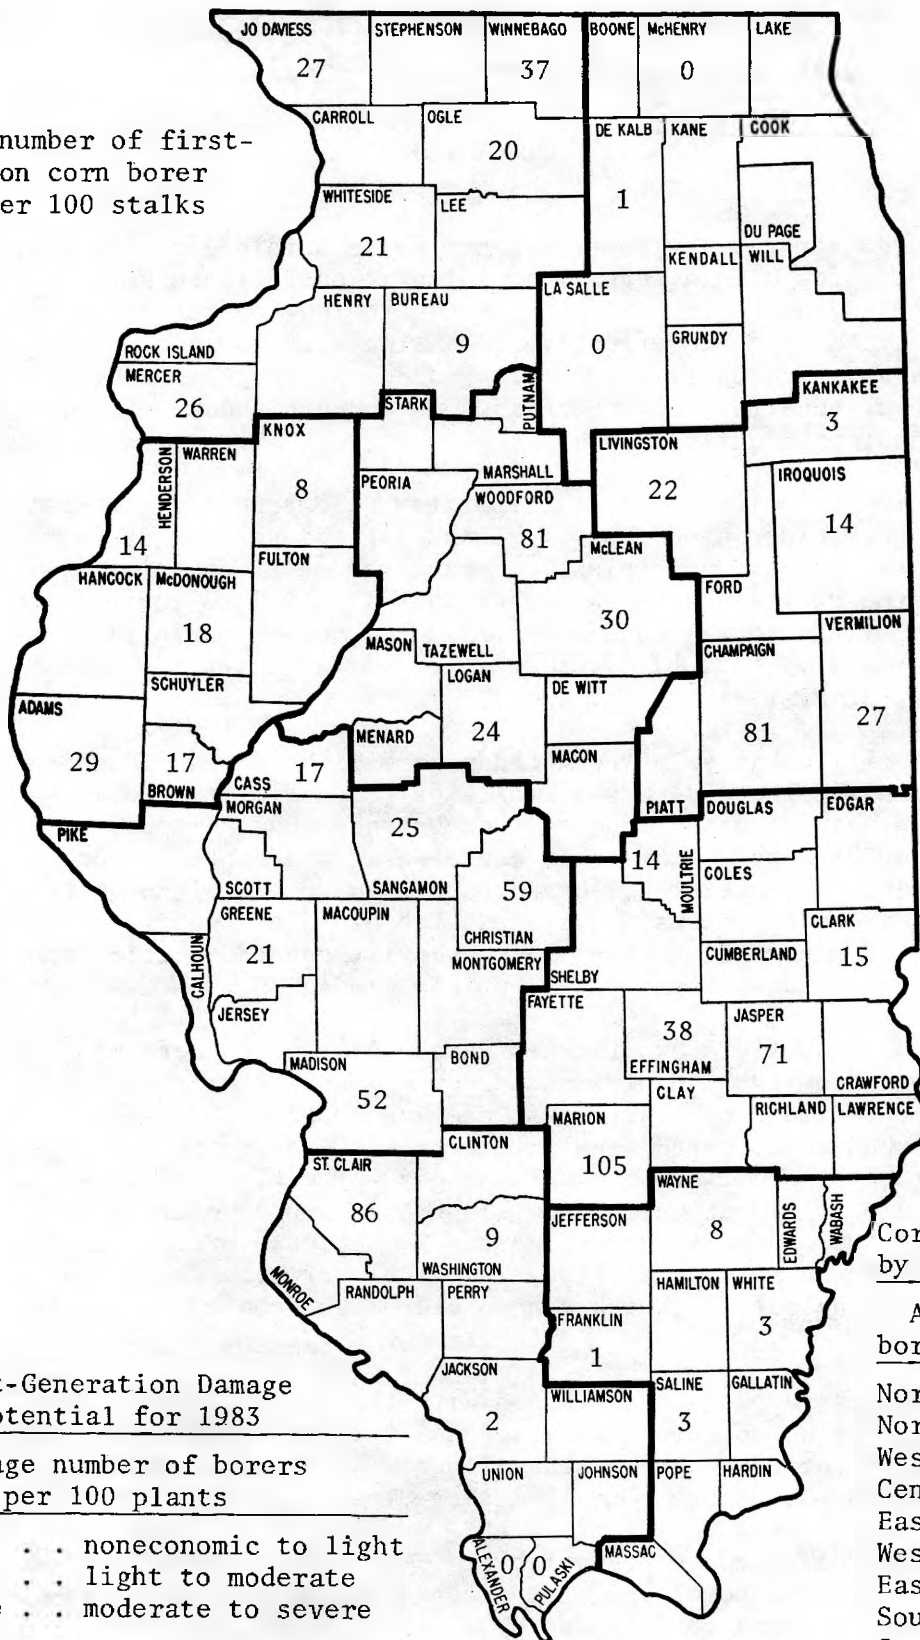 JO DAVIESS STEPHENSON WINNEBAGO BOONE McHENRY LAKE
27 37 0
number of first-
on corn borer
er 100 stalks
CARROLL OGLE DE KALB KANE COOK
20
WHITESIDE LEE 1
DU PAGE
21 KENDALL WILL
HENRY BUREAU LA SALLE
9 0 GRUNDY
ROCK ISLAND
MERCER KANKAKEE
26 STARK PUTNAM 3
KNOX LIVINGSTON
HENDERSON WARREN
8 PEORIA MARSHALL 22 IROQUOIS
WOODFORD
14 81 McLEAN 14
HANCOCK McDONOUGH FULTON FORD
18 MASON TAZEWELL 30 VERMILION
CHAMPAIGN
SCHUYLER LOGAN DE WITT
ADAMS MENARD 24 81 27
29 17 CASS 17 MACON
BROWN
PIKE MORGAN PIATT DOUGLAS EDGAR
25
14 MOULTRIE COLES
SCOTT SANGAMON 59
GREENE MACOUPIN CHRISTIAN CLARK
CALHOUN 21 MONTGOMERY SHELBY CUMBERLAND 15
JERSEY FAYETTE JASPER
38 71
MADISON BOND EFFINGHAM CRAWFORD
CLAY
52 MARION RICHLAND LAWRENCE
CLINTON
ST. CLAIR 105 WAYNE
86 9 JEFFERSON 8 EDWARDS WABASH
WASHINGTON
MONROE RANDOLPH PERRY HAMILTON WHITE
FRANKLIN 3
1
JACKSON SALINE GALLATIN
2 WILLIAMSON 3
UNION JOHNSON POPE HARDIN
ALEXANDER 0 0 PULASKI MASSAC
-Generation Damage
otential for 1983
age number of borers
per 100 plants
. . noneconomic to light
. . light to moderate
. . moderate to severe
Cor
by
A
bor
Nor
Nor
Wes
Cen
Eas
Wes
Eas
Sou